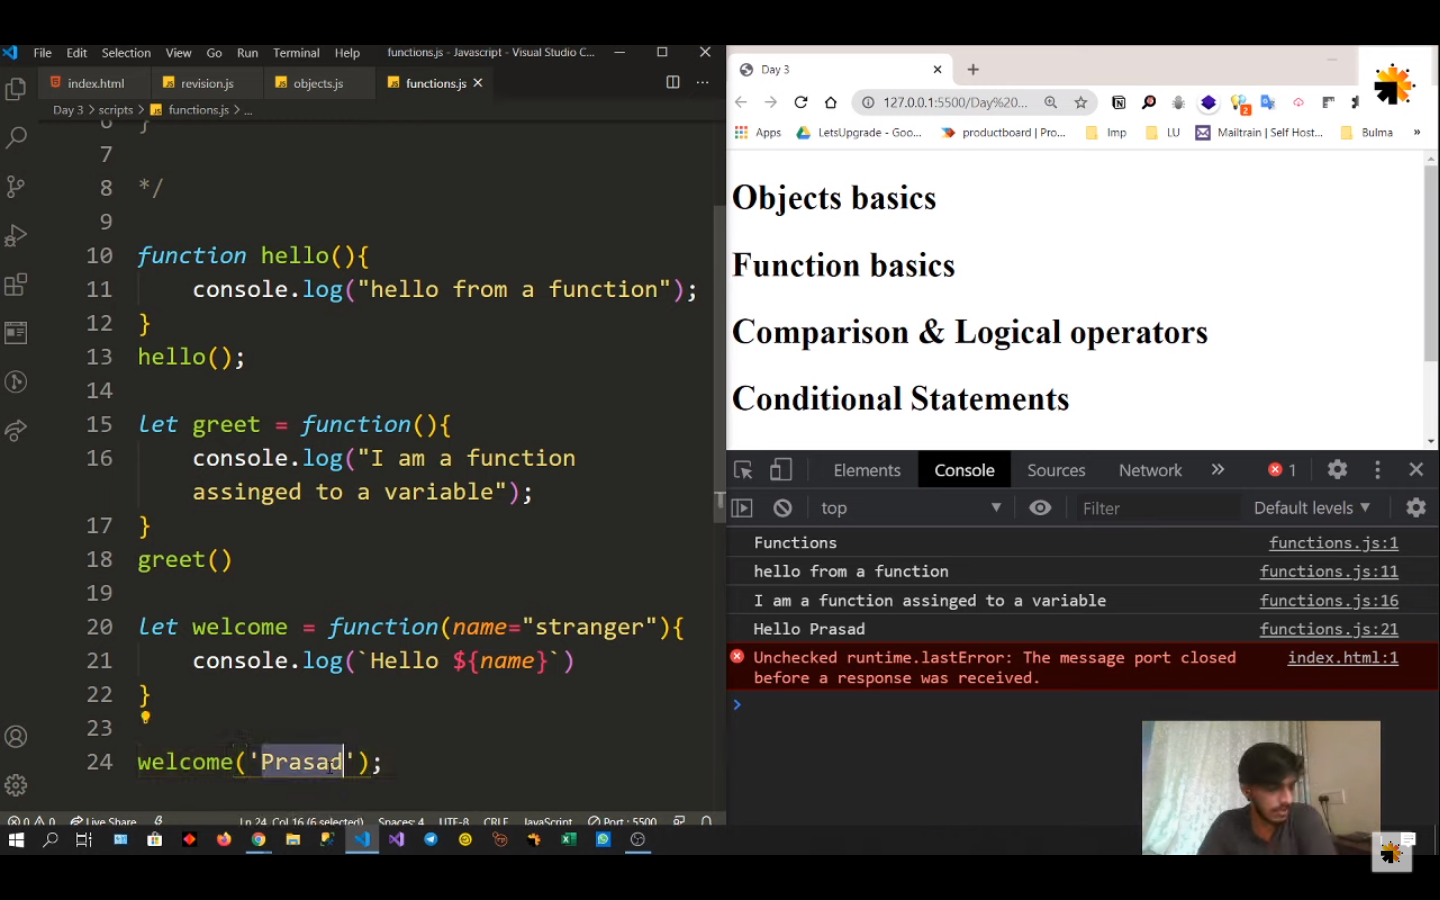 File Edit Selection View Go Run Terminal Help functions.js - Javascript - Visual Studio C...
index.html revision.js objects.js functions.js
Day 3 > scripts > functions.js > ...
6 }
7
8 */
9
10 function hello(){
11 console.log("hello from a function");
12 }
13 hello();
14
15 let greet = function(){
16 console.log("I am a function
assinged to a variable");
17 }
18 greet()
19
20 let welcome = function(name="stranger"){
21 console.log(`Hello ${name}`)
22 }
23
24 welcome('Prasad');
0 0 Live Share Ln 24, Col 16 (6 selected) Spaces: 4 UTF-8 CRLF JavaScript Port : 5500
Day 3
127.0.0.1:5500/Day%20...
2
Apps LetsUpgrade - Goo... productboard | Pro... Imp LU Mailtrain | Self Host... Bulma »
Objects basics
Function basics
Comparison & Logical operators
Conditional Statements
Elements Console Sources Network » 1
top Filter Default levels
Functions functions.js:1
hello from a function functions.js:11
I am a function assinged to a variable functions.js:16
Hello Prasad functions.js:21
Unchecked runtime.lastError: The message port closed index.html:1
before a response was received.